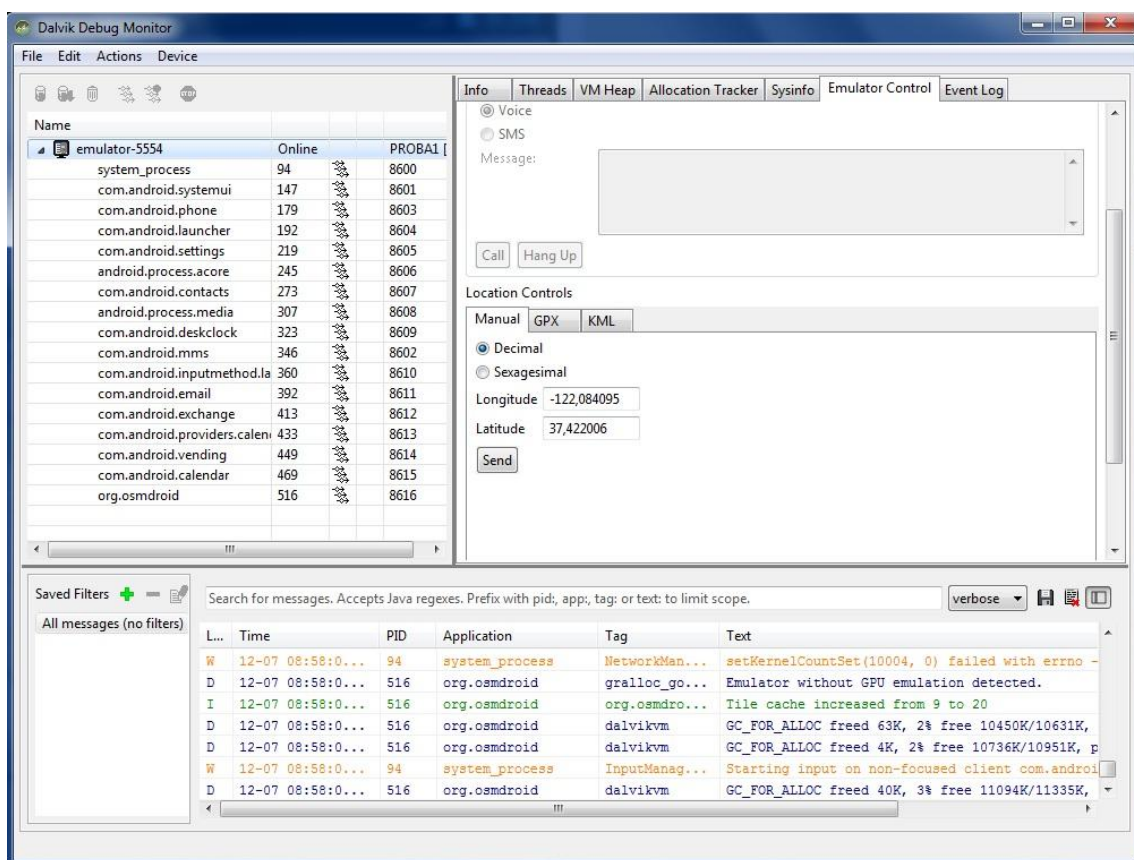 Dalvik Debug Monitor
File Edit Actions Device
Name
emulator-5554 Online PROBA1 [
system_process 94 8600
com.android.systemui 147 8601
com.android.phone 179 8603
com.android.launcher 192 8604
com.android.settings 219 8605
android.process.acore 245 8606
com.android.contacts 273 8607
android.process.media 307 8608
com.android.deskclock 323 8609
com.android.mms 346 8602
com.android.inputmethod.la 360 8610
com.android.email 392 8611
com.android.exchange 413 8612
com.android.providers.calen 433 8613
com.android.vending 449 8614
com.android.calendar 469 8615
org.osmdroid 516 8616
Info Threads VM Heap Allocation Tracker Sysinfo Emulator Control Event Log
Voice
SMS
Message:
Call Hang Up
Location Controls
Manual GPX KML
Decimal
Sexagesimal
Longitude -122,084095
Latitude 37,422006
Send
Saved Filters
All messages (no filters)
Search for messages. Accepts Java regexes. Prefix with pid:, app:, tag: or text: to limit scope. verbose
L... Time PID Application Tag Text
W 12-07 08:58:0... 94 system_process NetworkMan... setKernelCountSet(10004, 0) failed with errno -
D 12-07 08:58:0... 516 org.osmdroid gralloc_go... Emulator without GPU emulation detected.
I 12-07 08:58:0... 516 org.osmdroid org.osmdro... Tile cache increased from 9 to 20
D 12-07 08:58:0... 516 org.osmdroid dalvikvm GC_FOR_ALLOC freed 63K, 2% free 10450K/10631K,
D 12-07 08:58:0... 516 org.osmdroid dalvikvm GC_FOR_ALLOC freed 4K, 2% free 10736K/10951K, p
W 12-07 08:58:0... 94 system_process InputManag... Starting input on non-focused client com.androi
D 12-07 08:58:0... 516 org.osmdroid dalvikvm GC_FOR_ALLOC freed 40K, 3% free 11094K/11335K,